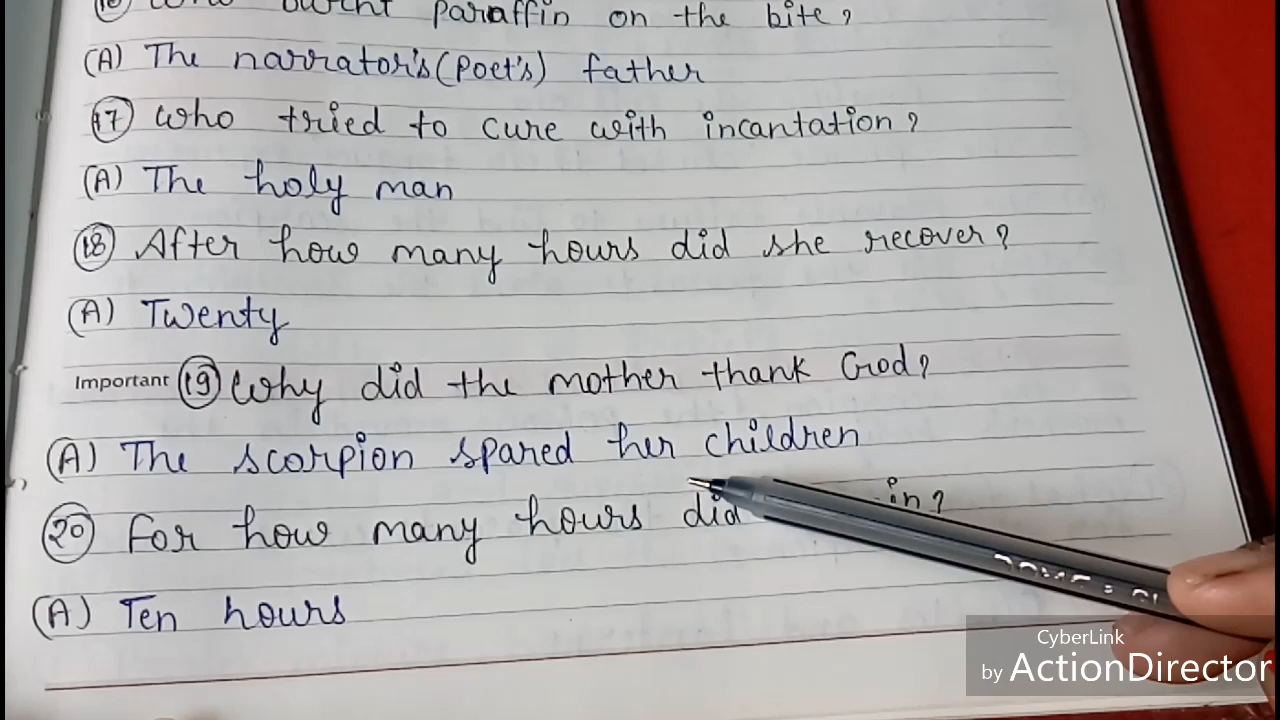 paraffin on the bite?
(A) The narrator's (poet's) father
17 Who tried to cure with incantation?
(A) The holy man
18 After how many hours did she recover?
(A) Twenty
Important 19 Why did the mother thank God?
(A) The scorpion spared her children
20 For how many hours did in?
(A) Ten hours
CyberLink
by ActionDirector